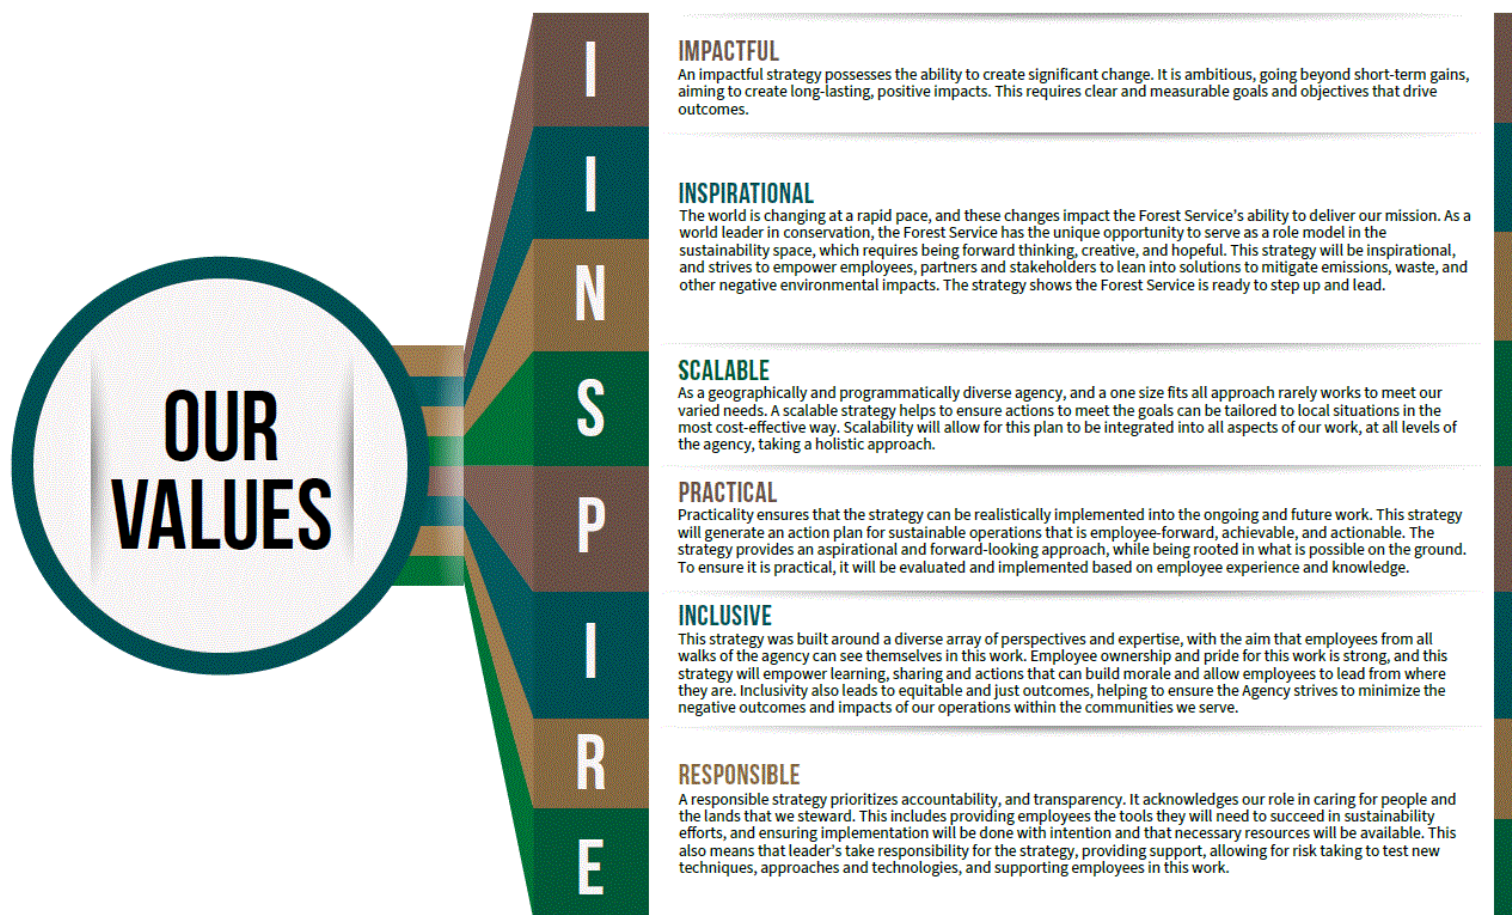 OUR
VALUES
I
I
N
S
P
I
R
E
IMPACTFUL
An impactful strategy possesses the ability to create significant change. It is ambitious, going beyond short-term gains,
aiming to create long-lasting, positive impacts. This requires clear and measurable goals and objectives that drive
outcomes.
INSPIRATIONAL
The world is changing at a rapid pace, and these changes impact the Forest Service's ability to deliver our mission. As a
world leader in conservation, the Forest Service has the unique opportunity to serve as a role model in the
sustainability space, which requires being forward thinking, creative, and hopeful. This strategy will be inspirational,
and strives to empower employees, partners and stakeholders to lean into solutions to mitigate emissions, waste, and
other negative environmental impacts. The strategy shows the Forest Service is ready to step up and lead.
SCALABLE
As a geographically and programmatically diverse agency, and a one size fits all approach rarely works to meet our
varied needs. A scalable strategy helps to ensure actions to meet the goals can be tailored to local situations in the
most cost-effective way. Scalability will allow for this plan to be integrated into all aspects of our work, at all levels of
the agency, taking a holistic approach.
PRACTICAL
Practicality ensures that the strategy can be realistically implemented into the ongoing and future work. This strategy
will generate an action plan for sustainable operations that is employee-forward, achievable, and actionable. The
strategy provides an aspirational and forward-looking approach, while being rooted in what is possible on the ground.
To ensure it is practical, it will be evaluated and implemented based on employee experience and knowledge.
INCLUSIVE
This strategy was built around a diverse array of perspectives and expertise, with the aim that employees from all
walks of the agency can see themselves in this work. Employee ownership and pride for this work is strong, and this
strategy will empower learning, sharing and actions that can build morale and allow employees to lead from where
they are. Inclusivity also leads to equitable and just outcomes, helping to ensure the Agency strives to minimize the
negative outcomes and impacts of our operations within the communities we serve.
RESPONSIBLE
A responsible strategy prioritizes accountability, and transparency. It acknowledges our role in caring for people and
the lands that we steward. This includes providing employees the tools they will need to succeed in sustainability
efforts, and ensuring implementation will be done with intention and that necessary resources will be available. This
also means that leader's take responsibility for the strategy, providing support, allowing for risk taking to test new
techniques, approaches and technologies, and supporting employees in this work.